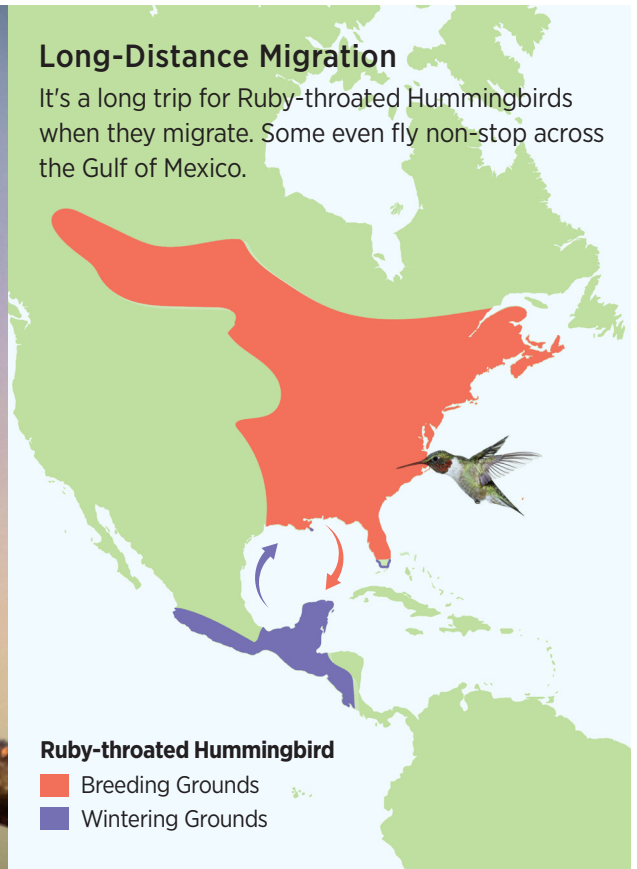 Long-Distance Migration
It's a long trip for Ruby-throated Hummingbirds
when they migrate. Some even fly non-stop across
the Gulf of Mexico.
Ruby-throated Hummingbird
Breeding Grounds
Wintering Grounds